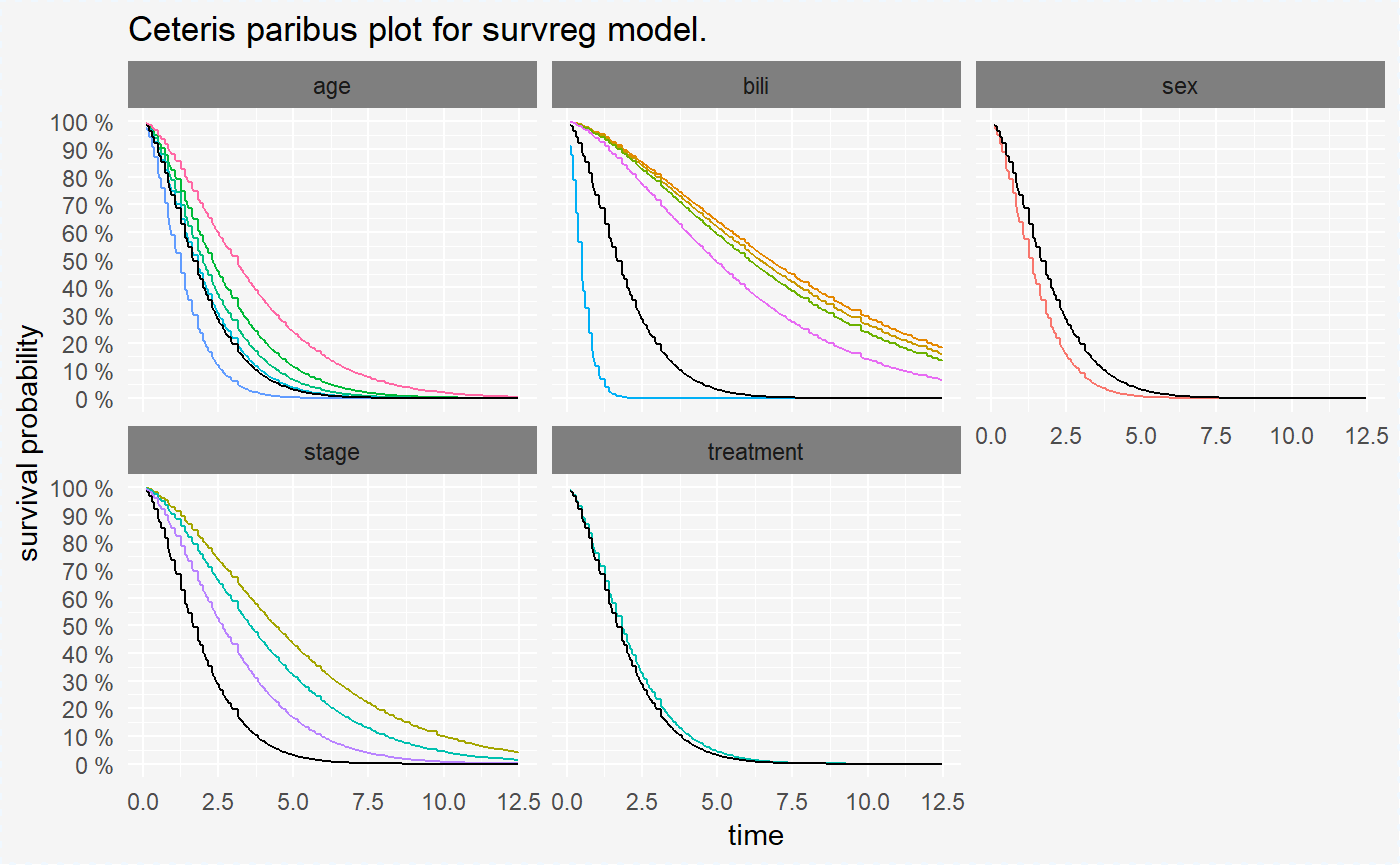 Ceteris paribus plot for survreg model.
age
bili
sex
100 %
90 %
80 %
70 %
60 %
50 %
40 %
30 %
20 %
10 %
0 %
0.0 2.5 5.0 7.5 10.0 12.5
stage
treatment
100 %
90 %
80 %
70 %
60 %
50 %
40 %
30 %
20 %
10 %
0 %
0.0 2.5 5.0 7.5 10.0 12.5
0.0 2.5 5.0 7.5 10.0 12.5
time
survival probability